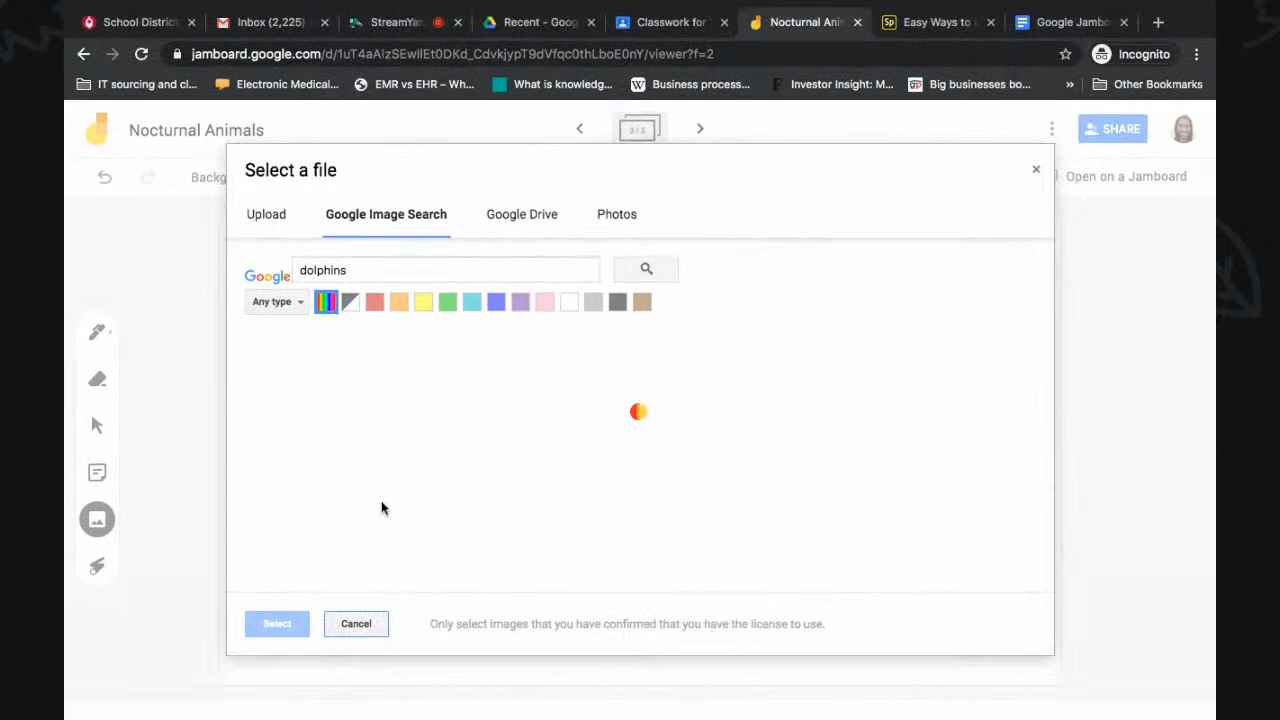 School District
Inbox (2,225)
StreamYar
Recent – Goog
Classwork for
Nocturnal Ani
Sp
Easy Ways to
Google Jambo
jamboard.google.com/d/1uT4aAlzSEwIlEt0DKd_CdvkjypT9dVfqc0thLboE0nY/viewer?f=2
Incognito
IT sourcing and cl...
Electronic Medical...
EMR vs EHR – Wh...
What is knowledg...
W
Business process...
Investor Insight: M...
Big businesses bo...
»
Other Bookmarks
Nocturnal Animals
3 / 3
SHARE
Backg
Open on a Jamboard
Select a file
×
Upload
Google Image Search
Google Drive
Photos
Google
dolphins
Any type
Select
Cancel
Only select images that you have confirmed that you have the license to use.